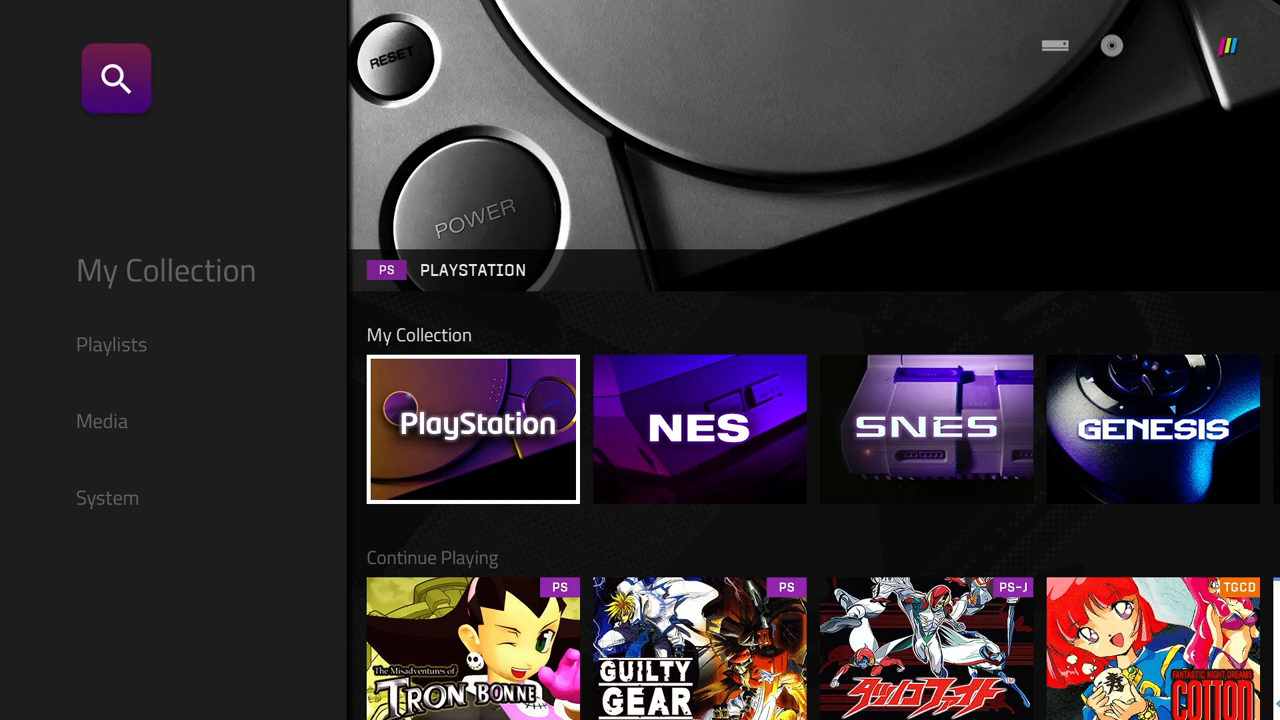 RESET
POWER
PS PLAYSTATION
My Collection
Playlists
Media
System
My Collection
PlayStation
NES
SNES
GENESIS
Continue Playing
PS
PS
PS-J
TGCD
The Misadventures of
TRON BONNE
GUILTY
GEAR
ダッツコファイト
FANTASTIC NIGHT DREAMS
COTTON